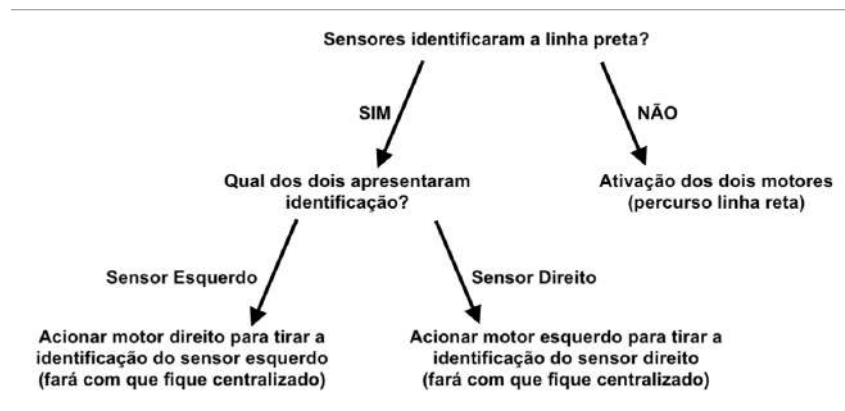 Sensores identificaram a linha preta?
SIM
NÃO
Qual dos dois apresentaram
identificação?
Ativação dos dois motores
(percurso linha reta)
Sensor Esquerdo
Sensor Direito
Acionar motor direito para tirar a
identificação do sensor esquerdo
(fará com que fique centralizado)
Acionar motor esquerdo para tirar a
identificação do sensor direito
(fará com que fique centralizado)